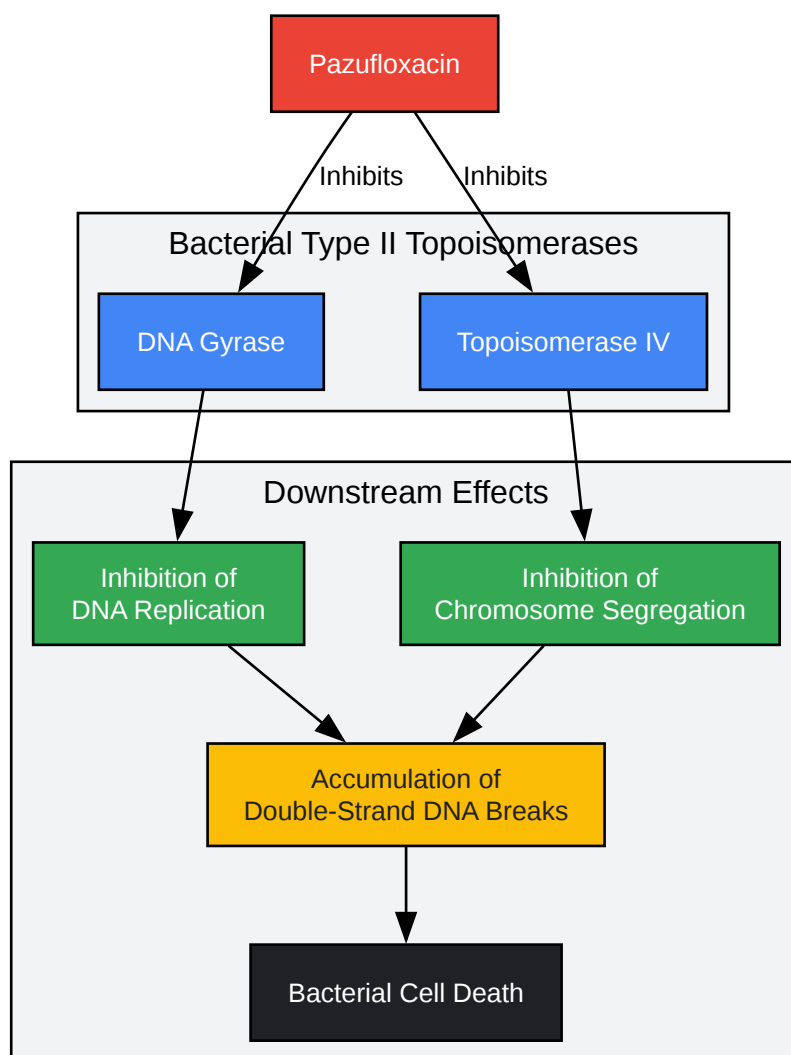 Pazufloxacin
Inhibits
Inhibits
Bacterial Type II Topoisomerases
DNA Gyrase
Topoisomerase IV
Downstream Effects
Inhibition of
DNA Replication
Inhibition of
Chromosome Segregation
Accumulation of
Double-Strand DNA Breaks
Bacterial Cell Death